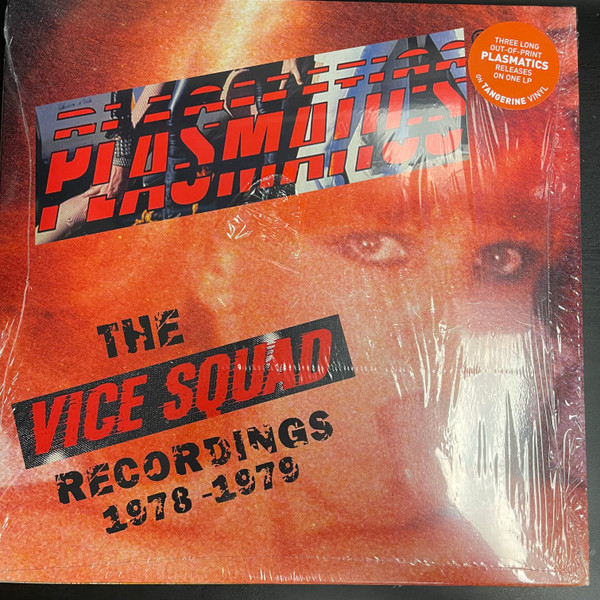 PLASMATICS
THREE LONG
OUT-OF-PRINT
PLASMATICS
RELEASES
ON ONE LP
ON TANGERINE VINYL
THE
VICE SQUAD
RECORDINGS
1978-1979